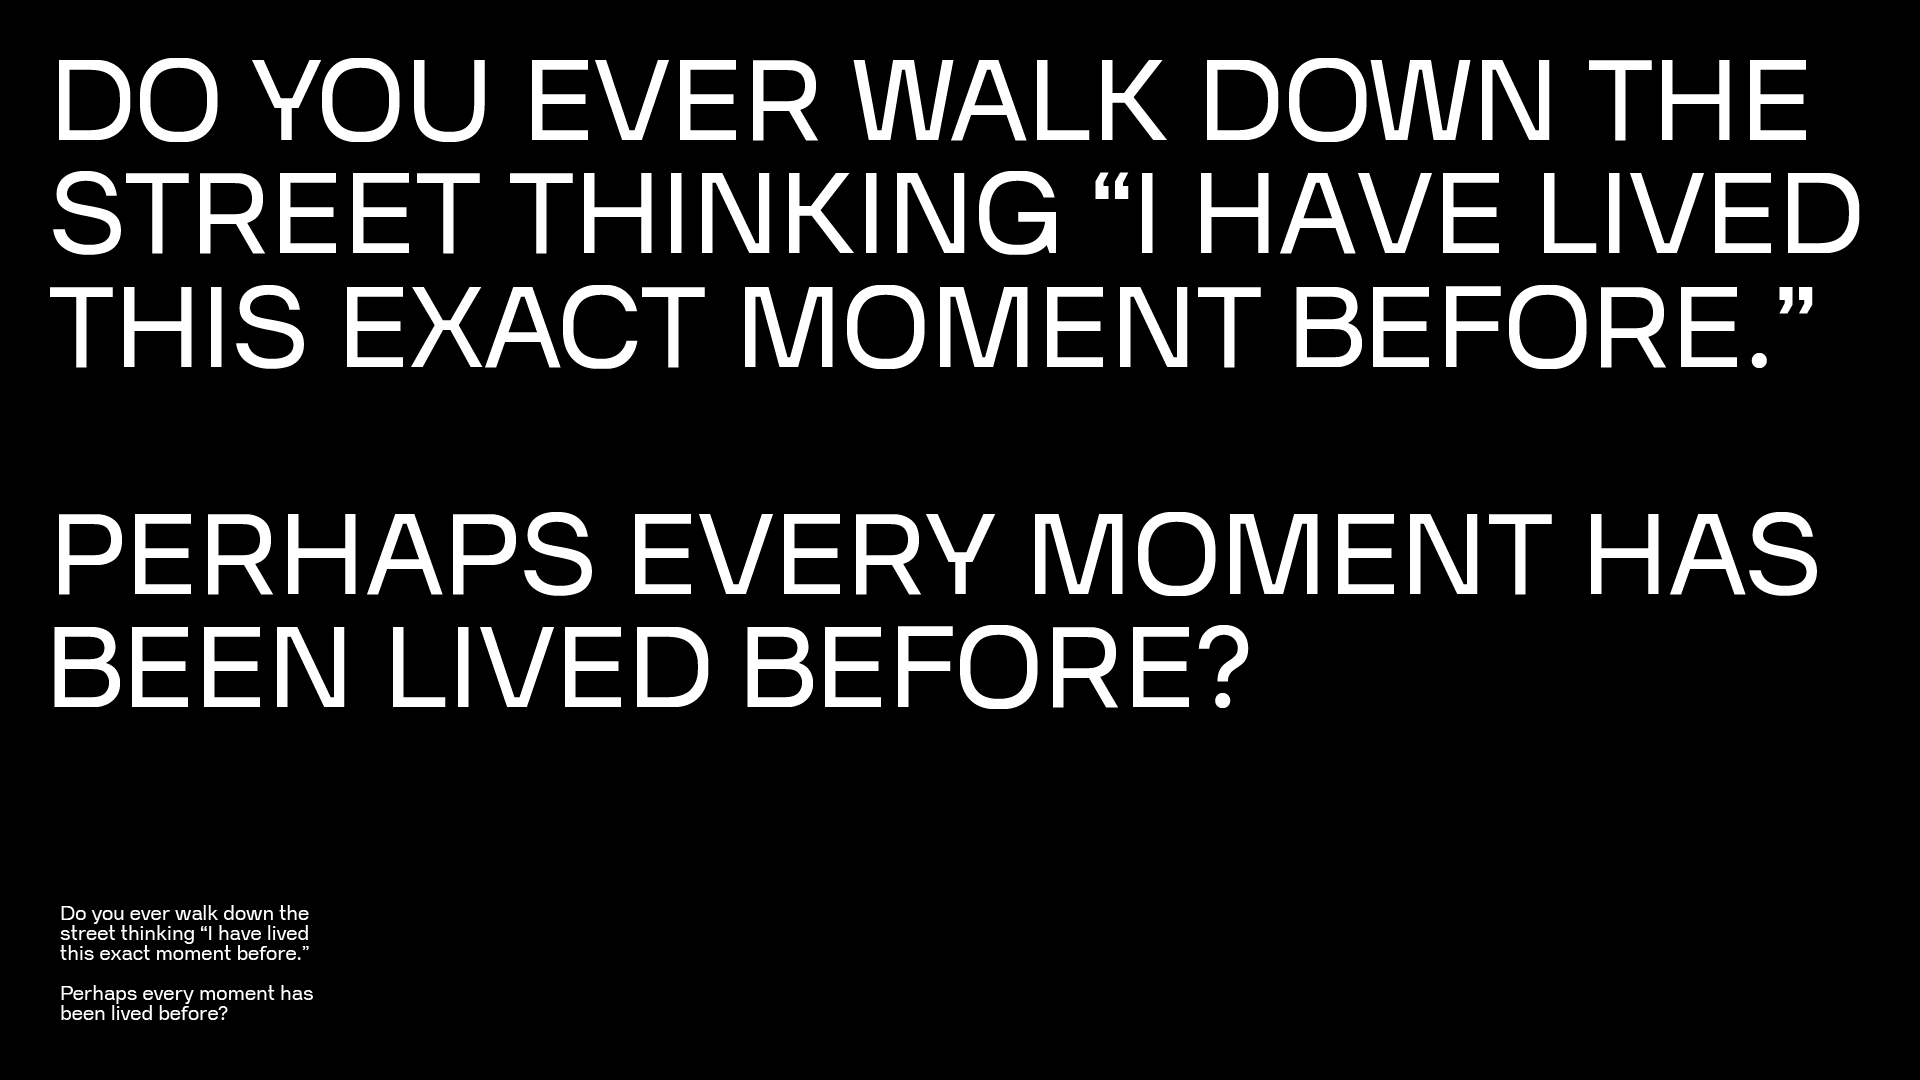 DO YOU EVER WALK DOWN THE
STREET THINKING “I HAVE LIVED
THIS EXACT MOMENT BEFORE.”
PERHAPS EVERY MOMENT HAS
BEEN LIVED BEFORE?
Do you ever walk down the
street thinking “I have lived
this exact moment before.”
Perhaps every moment has
been lived before?